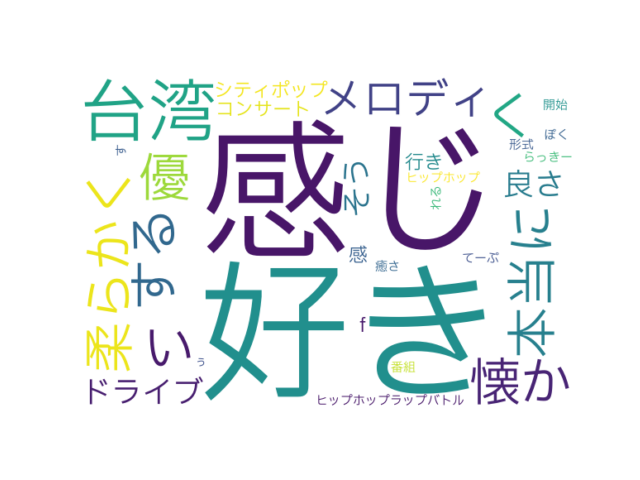 台湾
シティポップ
コンサート
メロディ
く
開始
感じ
す
優
そう
行き
ヒップホップ
れる
形式
ぽく
らっきー
良さ
柔らかく
する
感
癒さ
てーぷ
本当に
好き
い
f
う
番組
懐か
ドライブ
ヒップホップラップバトル